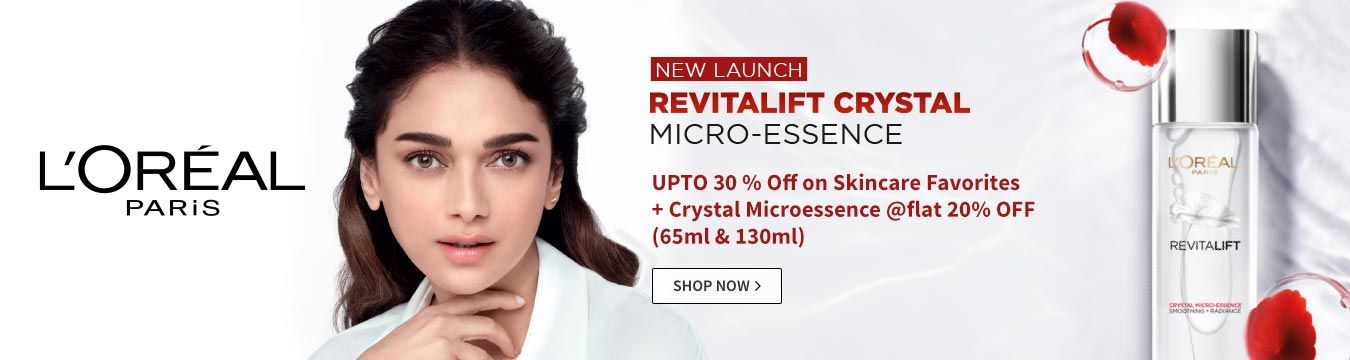 L'ORÉAL
PARiS
NEW LAUNCH
REVITALIFT CRYSTAL
MICRO-ESSENCE
UPTO 30 % Off on Skincare Favorites
+ Crystal Microessence @flat 20% OFF
(65ml & 130ml)
SHOP NOW >
L'ORÉAL
PARiS
REVITALIFT
CRYSTAL MICRO-ESSENCE
SMOOTHING + RADIANCE